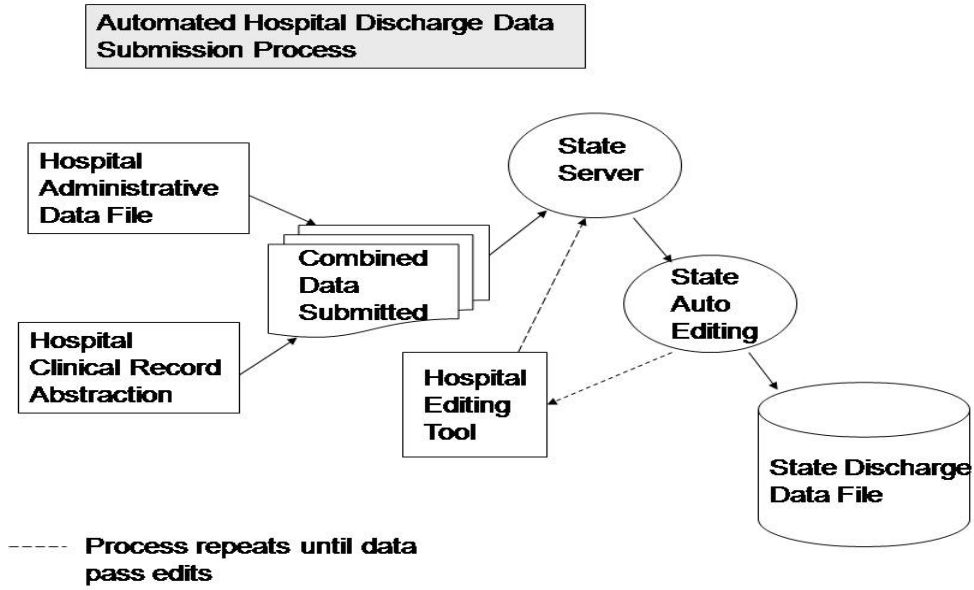 Automated Hospital Discharge Data
Submission Process
State
Server
Hospital
Administrative
Data File
Combined
Data
Submitted
State
Auto
Editing
Hospital
Clinical Record
Abstraction
Hospital
Editing
Tool
State Discharge
Data File
Process repeats until data
pass edits